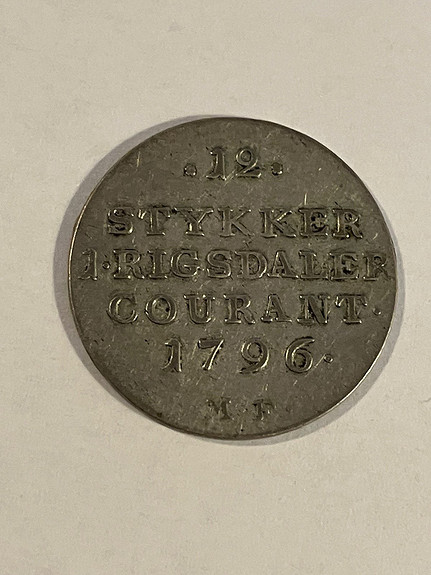 .12.
STYKKER
1·RIGSDALER
COURANT·
1796.
M·F